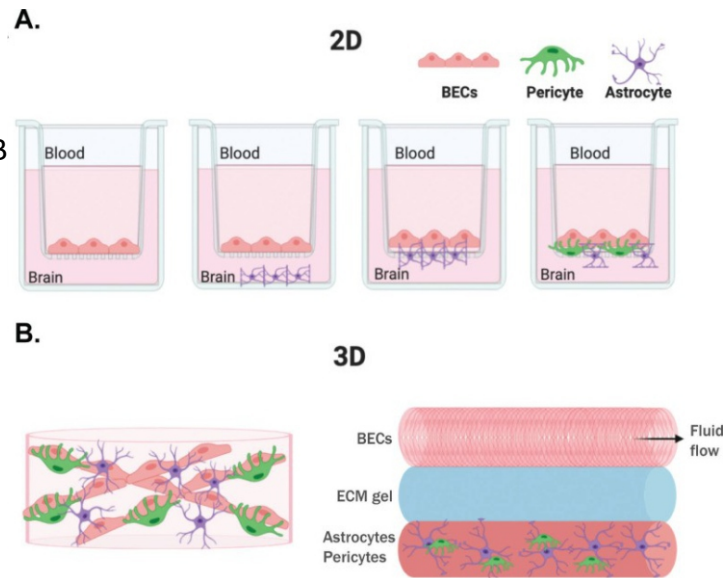 A.
2D
BECs
Pericyte
Astrocyte
B
Blood
Blood
Blood
Blood
Brain
Brain
Brain
Brain
B.
3D
BECs
Fluid
flow
ECM gel
Astrocytes
Pericytes